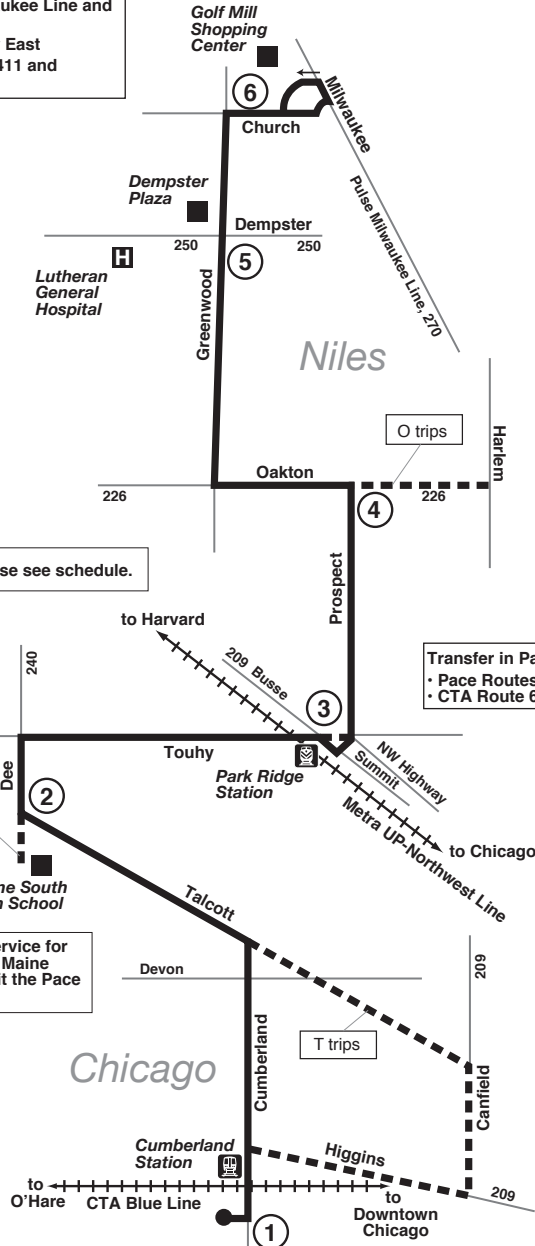 aukee Line and
East
411 and
Golf Mill
Shopping
Center
6
Church
Milwaukee
Pulse Milwaukee Line, 270
Dempster
Plaza
Dempster
250
250
H
Lutheran
General
Hospital
5
Greenwood
Niles
O trips
Harlem
Oakton
226
226
4
se see schedule.
Prospect
to Harvard
240
209 Busse
Transfer in Pa
· Pace Routes
· CTA Route 6
3
Touhy
Park Ridge
Station
NW Highway
Summit
Dee
2
Metra UP-Northwest Line
to Chicago
ne South
h School
Talcott
ervice for
Maine
it the Pace
Devon
209
T trips
Chicago
Cumberland
Canfield
Cumberland
Station
Higgins
to
O'Hare
CTA Blue Line
to
Downtown
Chicago
209
1